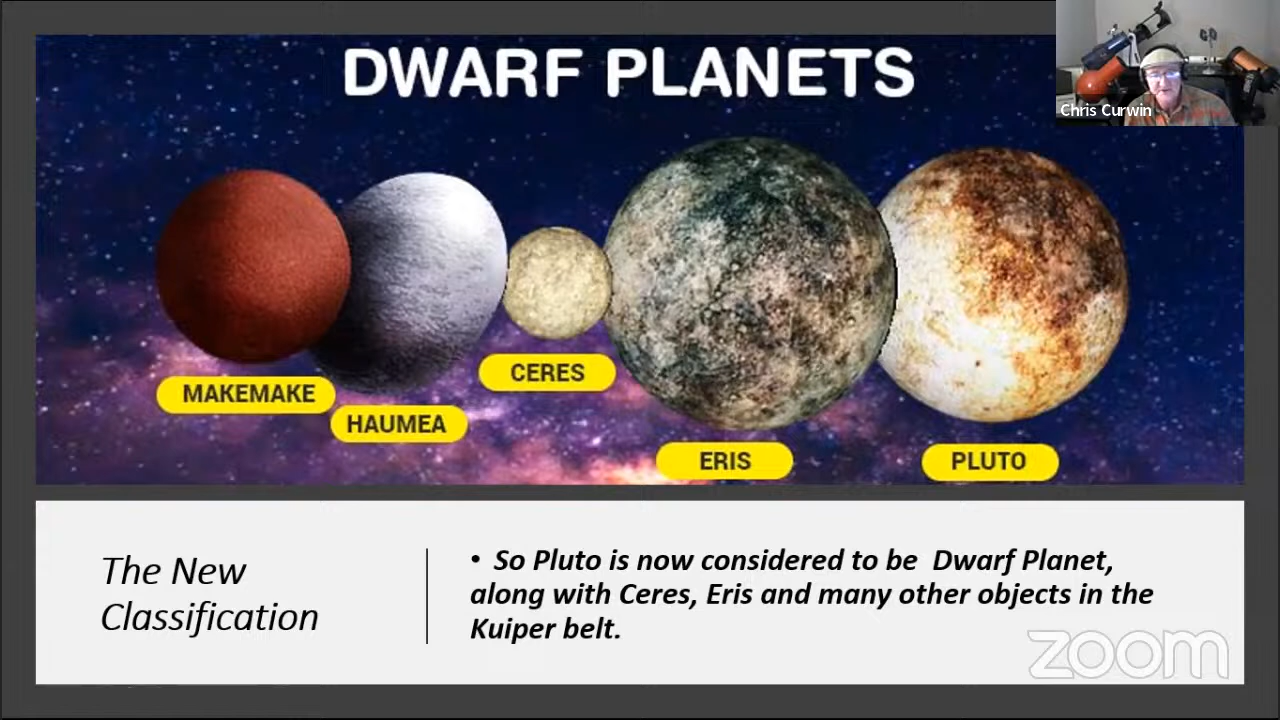 DWARF PLANETS
Chris Curwin
MAKEMAKE
HAUMEA
CERES
ERIS
PLUTO
The New
Classification
• So Pluto is now considered to be  Dwarf Planet,
along with Ceres, Eris and many other objects in the
Kuiper belt.
zoom